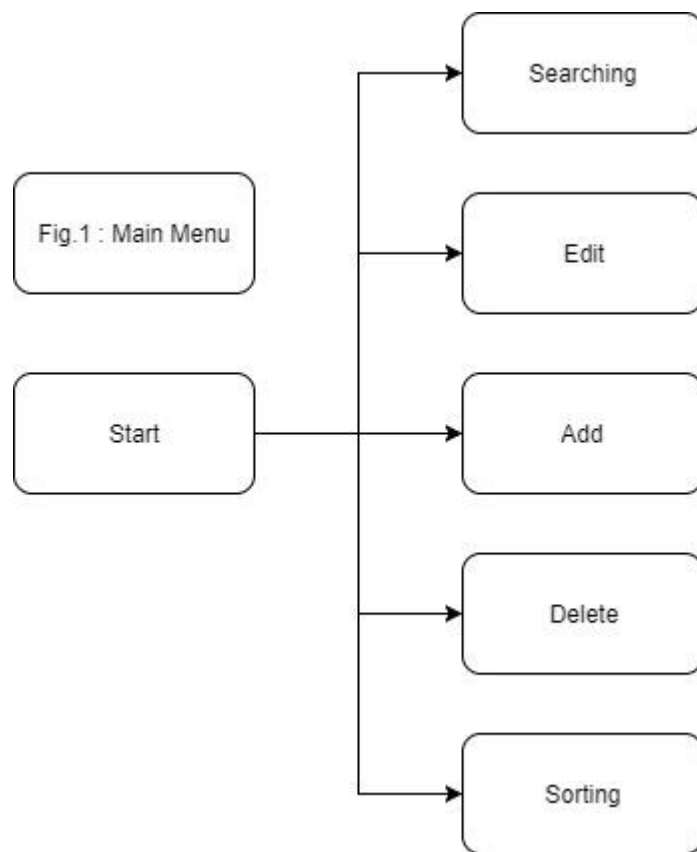 Searching
Fig.1 : Main Menu
Edit
Start
Add
Delete
Sorting